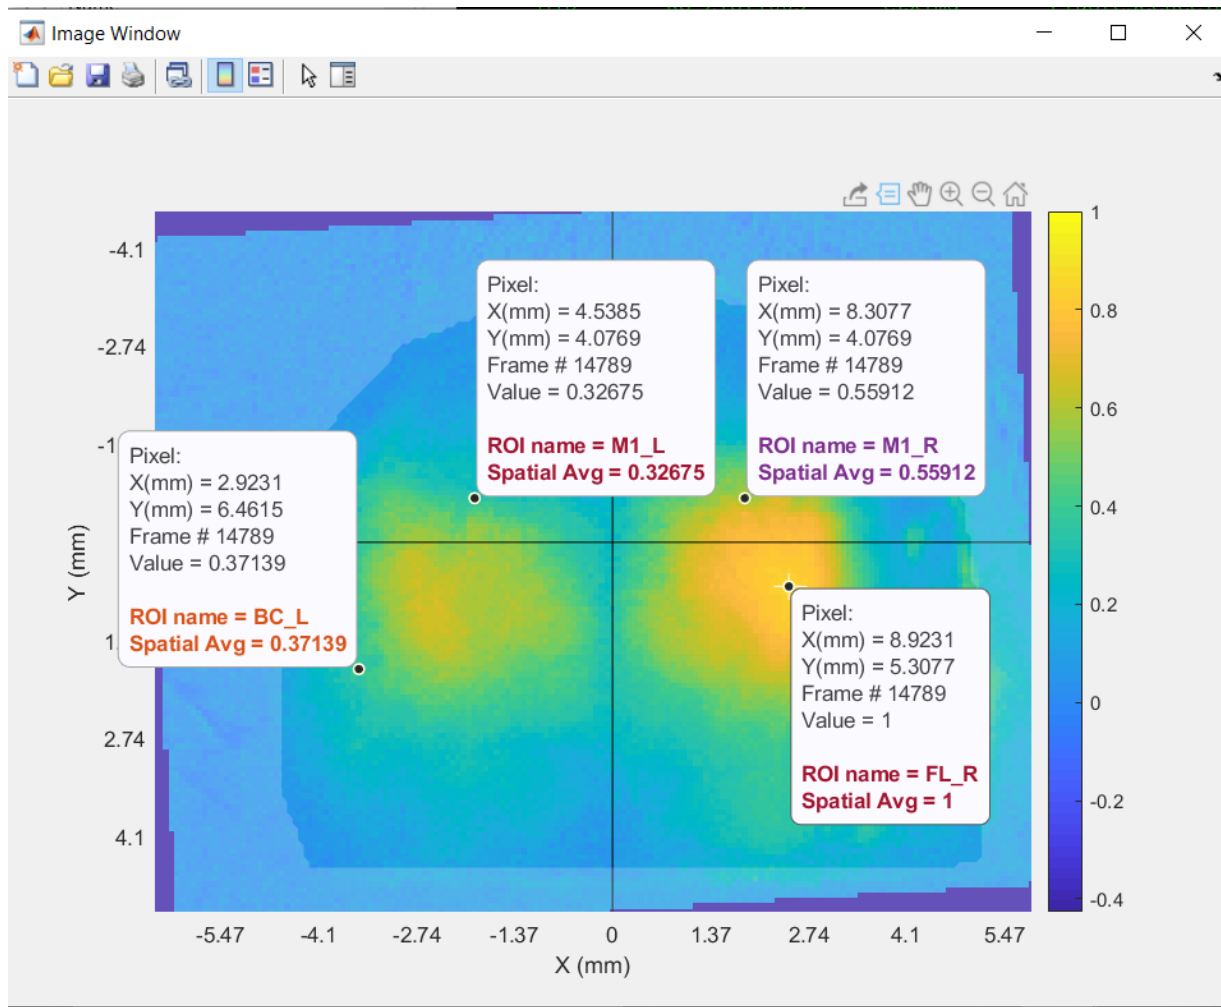 Image Window
-4.1
-2.74
-1
1.
2.74
4.1
Y (mm)
Pixel:
X(mm) = 4.5385
Y(mm) = 4.0769
Frame # 14789
Value = 0.32675
ROI name = M1_L
Spatial Avg = 0.32675
Pixel:
X(mm) = 8.3077
Y(mm) = 4.0769
Frame # 14789
Value = 0.55912
ROI name = M1_R
Spatial Avg = 0.55912
Pixel:
X(mm) = 2.9231
Y(mm) = 6.4615
Frame # 14789
Value = 0.37139
ROI name = BC_L
Spatial Avg = 0.37139
Pixel:
X(mm) = 8.9231
Y(mm) = 5.3077
Frame # 14789
Value = 1
ROI name = FL_R
Spatial Avg = 1
1
0.8
0.6
0.4
0.2
0
-0.2
-0.4
-5.47
-4.1
-2.74
-1.37
0
1.37
2.74
4.1
5.47
X (mm)